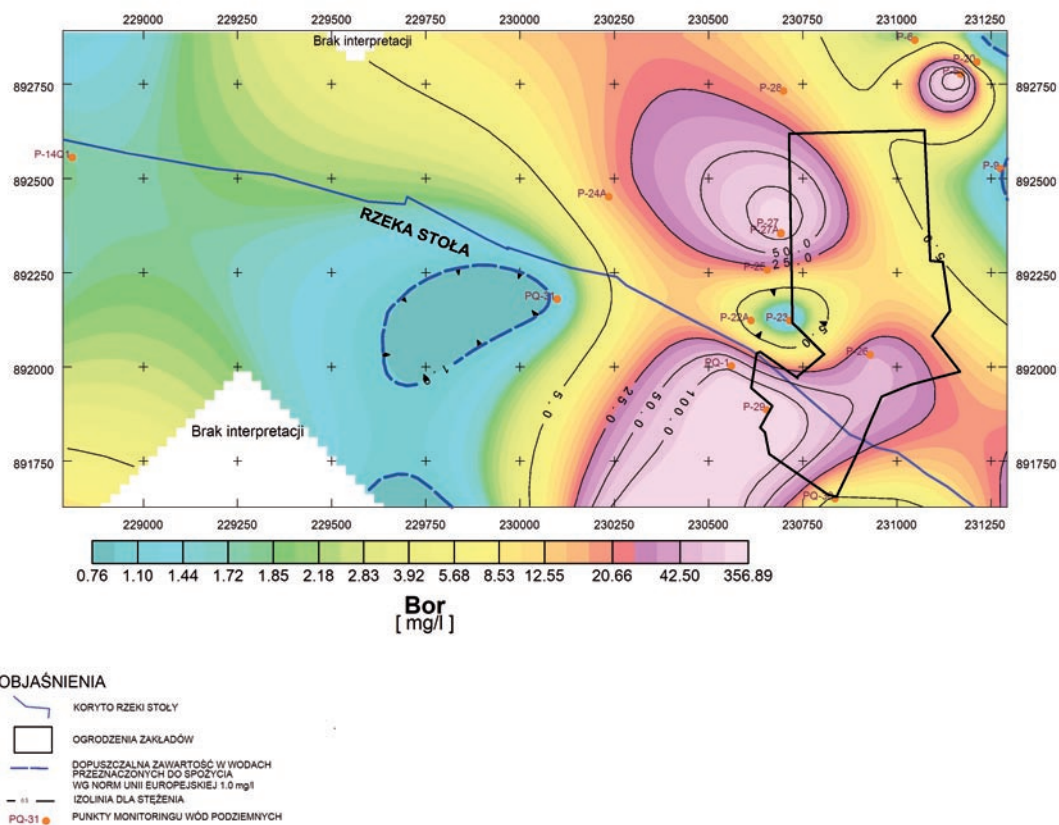 229000 229250 229500 229750 230000 230250 230500 230750 231000 231250
Brak interpretacji
P-6
P-20
892750 892750
P-28
P-14C1
892500 892500
P-9
P-24A
RZEKA STOŁA
P-27
P-27A
50.0
25.0
5.0
P-25
892250 892250
PQ-31
P-22A P-23
5.0
1.0
892000 892000
P-26
PQ-1
5.0
25.0
50.0
100.0
P-29
Brak interpretacji
891750 891750
229000 229250 229500 229750 230000 230250 230500 230750 231000 231250
0.76 1.10 1.44 1.72 1.85 2.18 2.83 3.92 5.68 8.53 12.55 20.66 42.50 356.89
Bor
[ mg/l ]
OBJAŚNIENIA
KORYTO RZEKI STOŁY
OGRODZENIA ZAKŁADÓW
DOPUSZCZALNA ZAWARTOŚĆ W WODACH
PRZEZNACZONYCH DO SPOŻYCIA
WG NORM UNII EUROPEJSKIEJ 1.0 mg/l
IZOLINIA DLA STĘŻENIA
PQ-31 PUNKTY MONITORINGU WÓD PODZIEMNYCH